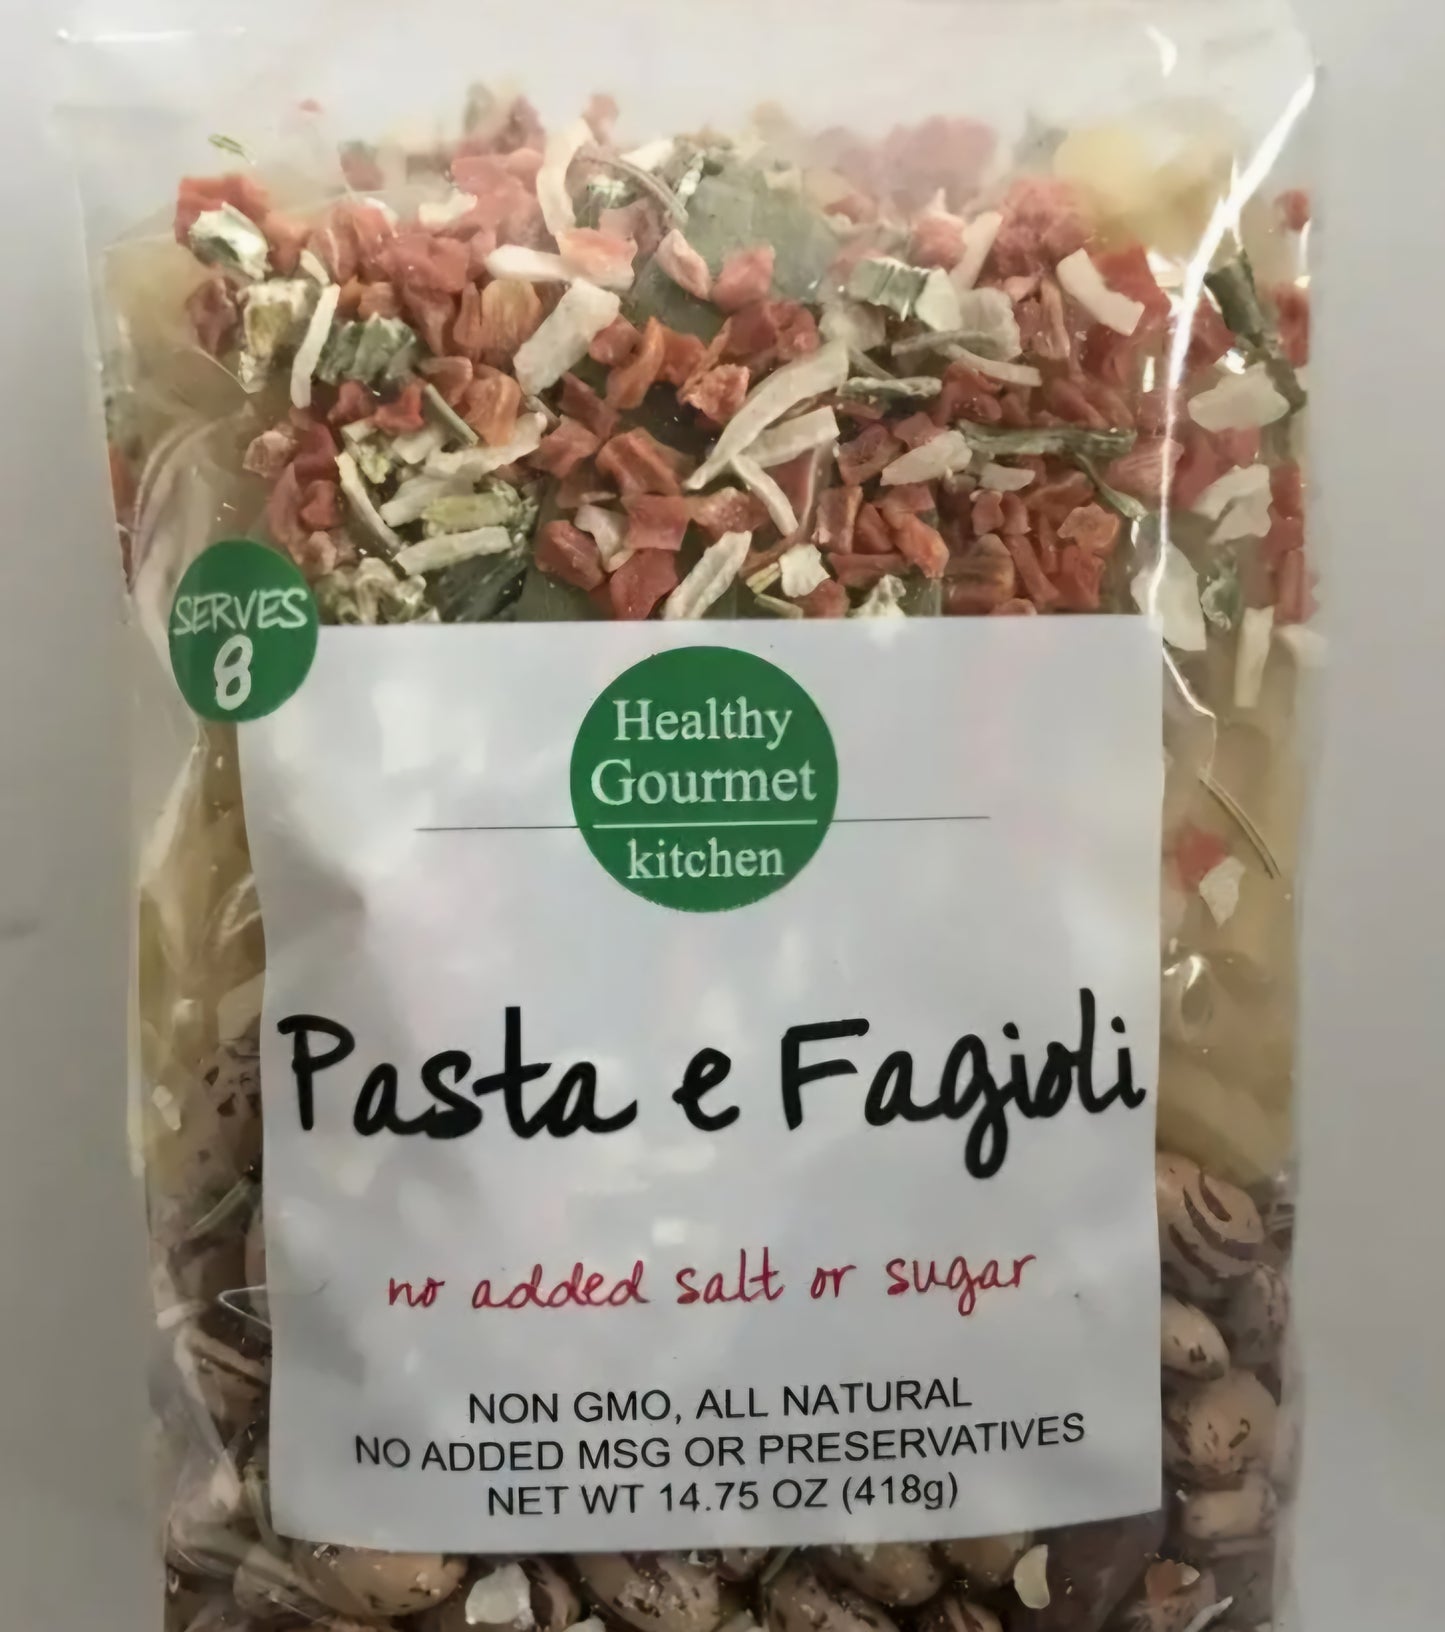 SERVES
8
Healthy
Gourmet
kitchen
Pasta e Fagioli
no added salt or sugar
NON GMO, ALL NATURAL
NO ADDED MSG OR PRESERVATIVES
NET WT 14.75 OZ (418g)